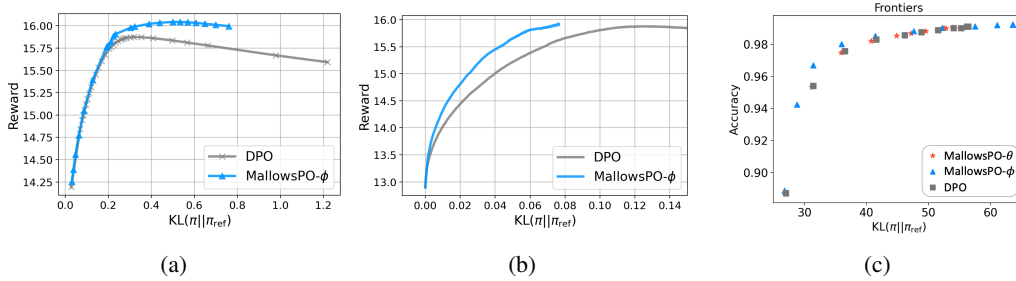 16.00
15.75
15.50
15.25
15.00
14.75
14.50
14.25
Reward
DPO
MallowsPO-ϕ
0.0 0.2 0.4 0.6 0.8 1.0 1.2
KL(π||π_ref)
(a)
16.0
15.5
15.0
14.5
14.0
13.5
13.0
Reward
DPO
MallowsPO-ϕ
0.00 0.02 0.04 0.06 0.08 0.10 0.12 0.14
KL(π||π_ref)
(b)
Frontiers
0.98
0.96
0.94
0.92
0.90
Accuracy
MallowsPO-θ
MallowsPO-ϕ
DPO
30 40 50 60
KL(π||π_ref)
(c)